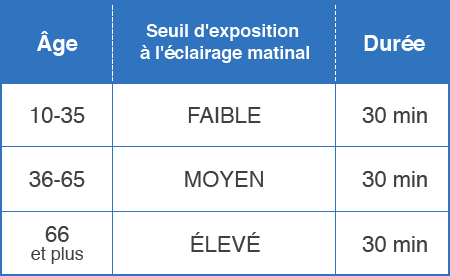 Âge
Seuil d'exposition
à l'éclairage matinal
Durée
10-35
FAIBLE
30 min
36-65
MOYEN
30 min
66
et plus
ÉLEVÉ
30 min